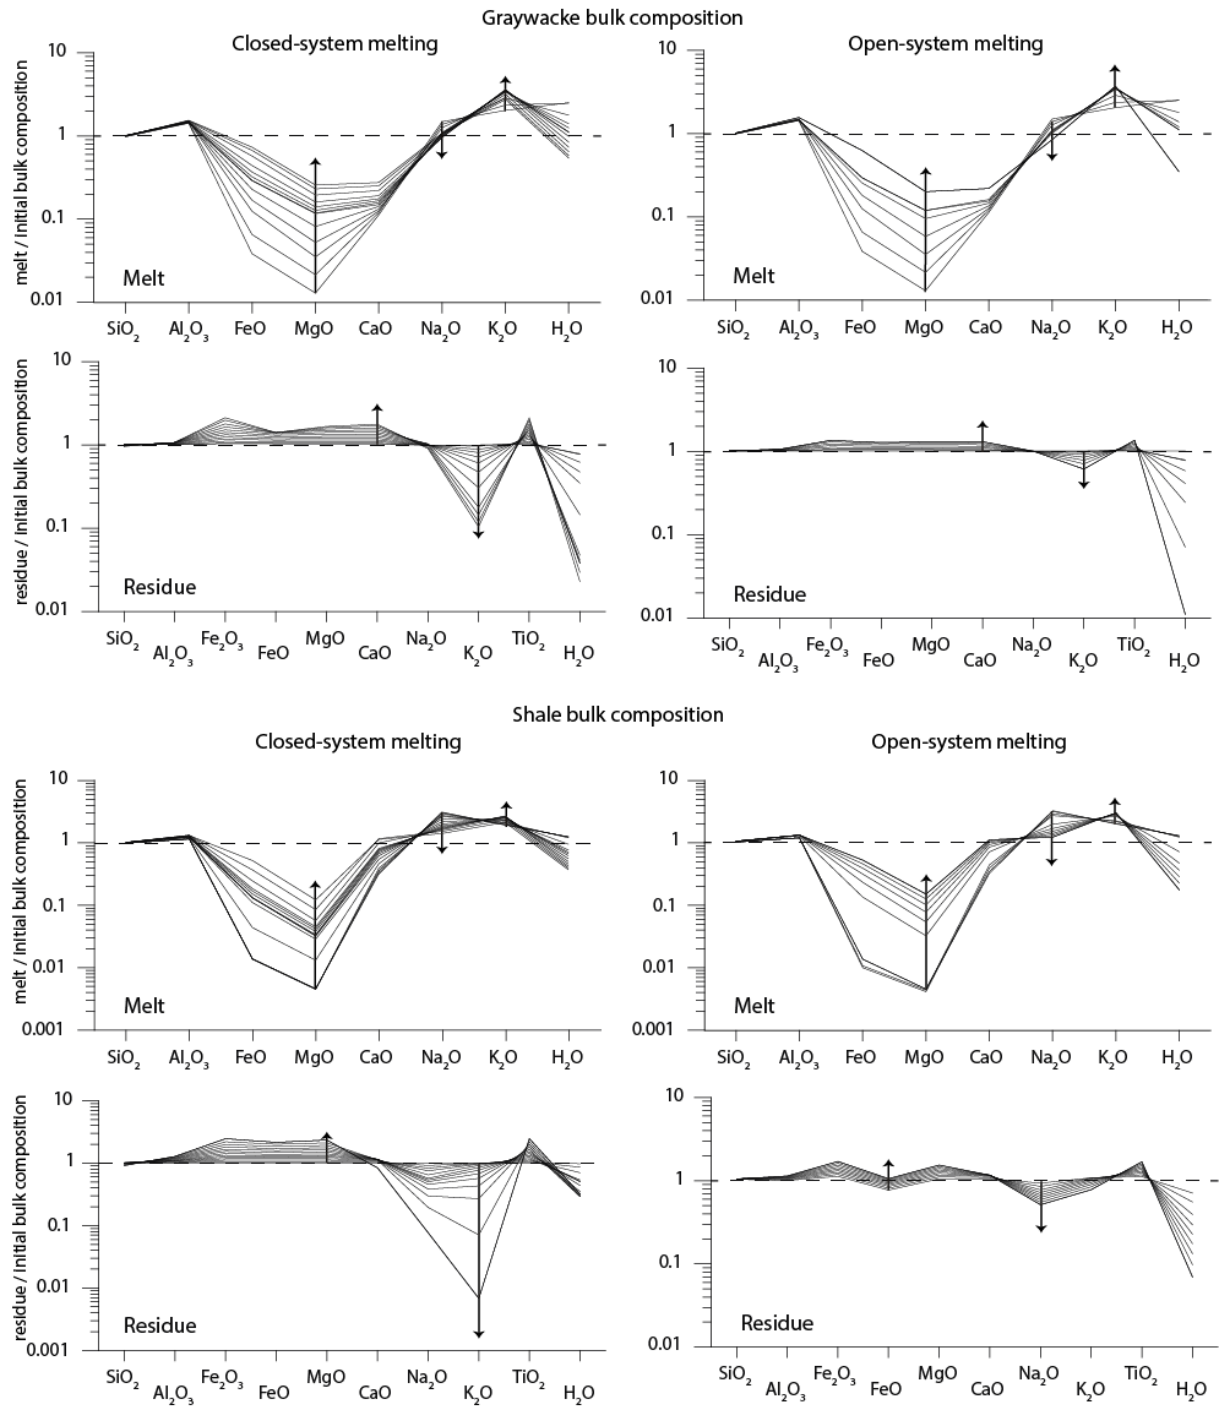 Graywacke bulk composition
Closed-system melting
Open-system melting
melt / initial bulk composition
10
1
0.1
0.01
Melt
SiO2 Al2O3 FeO MgO CaO Na2O K2O H2O
10
1
0.1
0.01
Melt
SiO2 Al2O3 FeO MgO CaO Na2O K2O H2O
residue / initial bulk composition
10
1
0.1
0.01
Residue
SiO2 Al2O3 Fe2O3 FeO MgO CaO Na2O K2O TiO2 H2O
10
1
0.1
0.01
Residue
SiO2 Al2O3 Fe2O3 FeO MgO CaO Na2O K2O TiO2 H2O
Shale bulk composition
Closed-system melting
Open-system melting
melt / initial bulk composition
10
1
0.1
0.01
0.001
Melt
SiO2 Al2O3 FeO MgO CaO Na2O K2O H2O
10
1
0.1
0.01
0.001
Melt
SiO2 Al2O3 FeO MgO CaO Na2O K2O H2O
residue / initial bulk composition
10
1
0.1
0.01
0.001
Residue
SiO2 Al2O3 Fe2O3 FeO MgO CaO Na2O K2O TiO2 H2O
10
1
0.1
0.01
Residue
SiO2 Al2O3 Fe2O3 FeO MgO CaO Na2O K2O TiO2 H2O